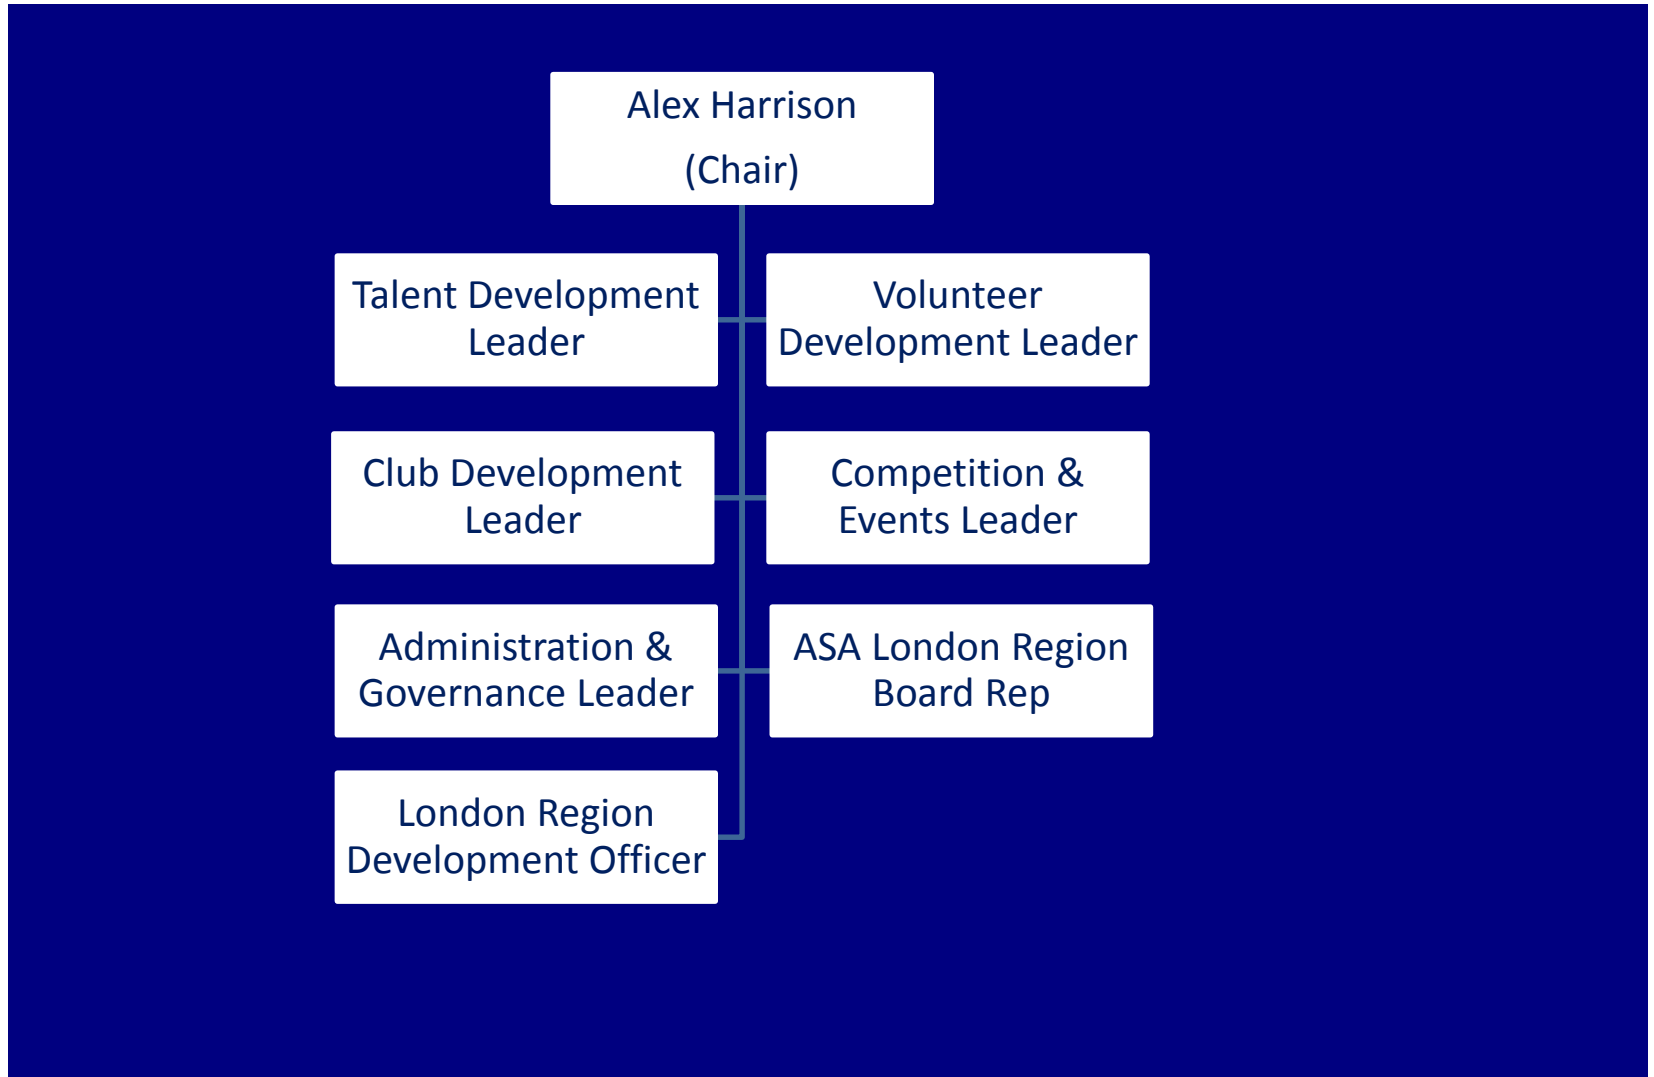 Alex Harrison
(Chair)
Talent Development
Leader
Volunteer
Development Leader
Club Development
Leader
Competition &
Events Leader
Administration &
Governance Leader
ASA London Region
Board Rep
London Region
Development Officer